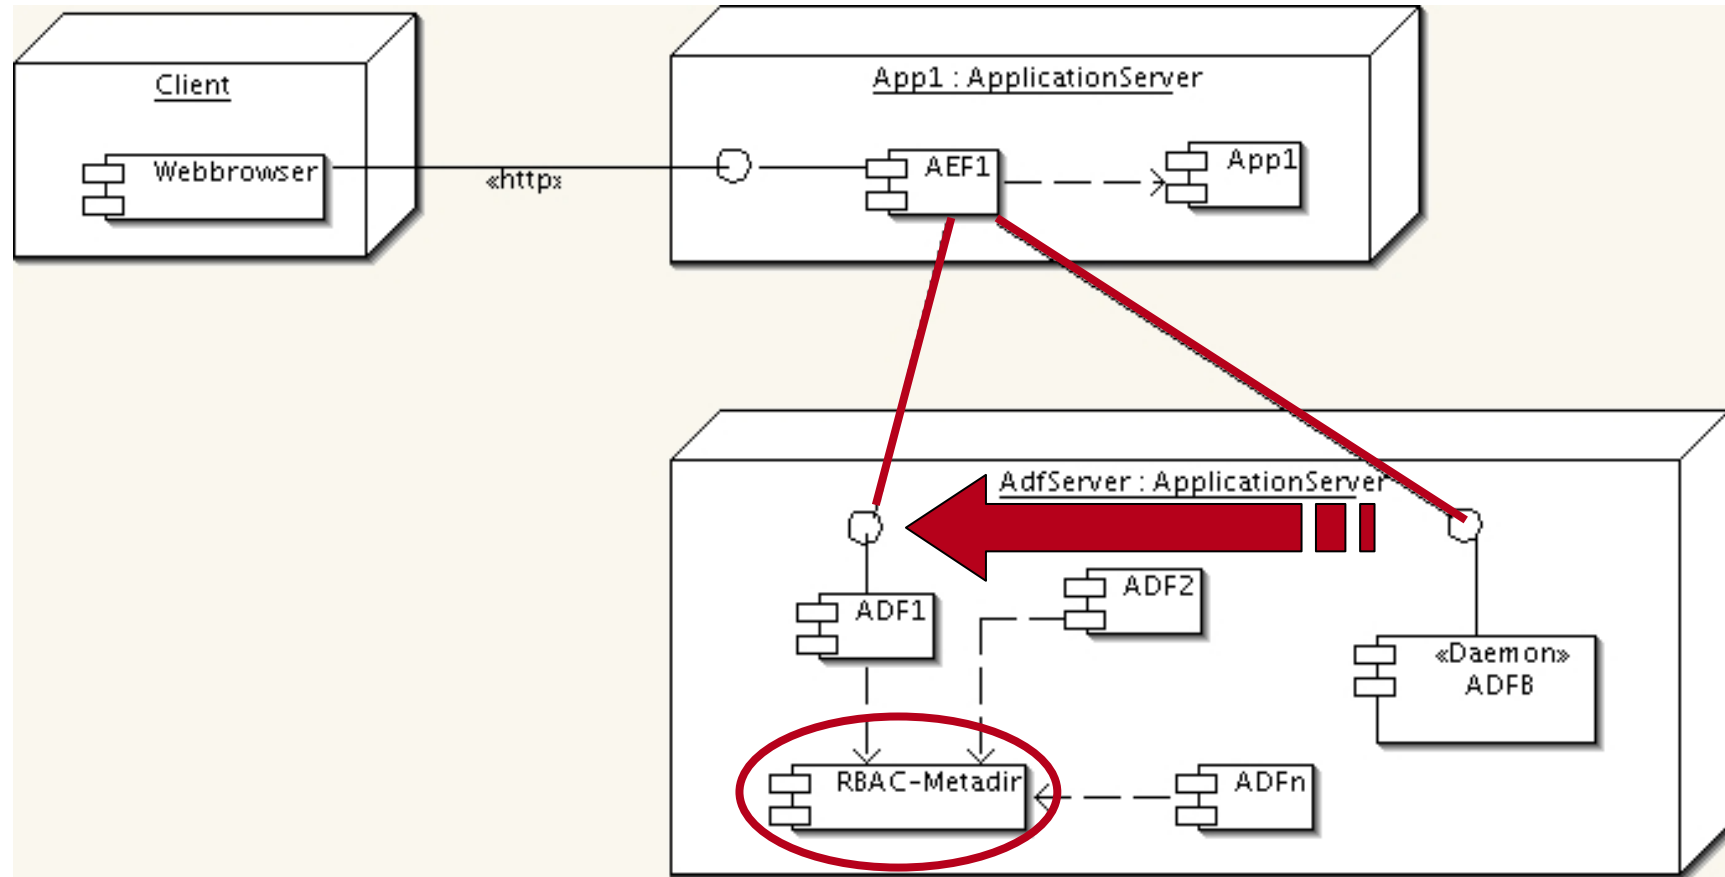 Client
Webbrowser
«http»
App1 : ApplicationServer
AEF1
App1
AdfServer : ApplicationServer
ADF1
ADF2
«Daemon»
ADFB
RBAC-Metadir
ADFn